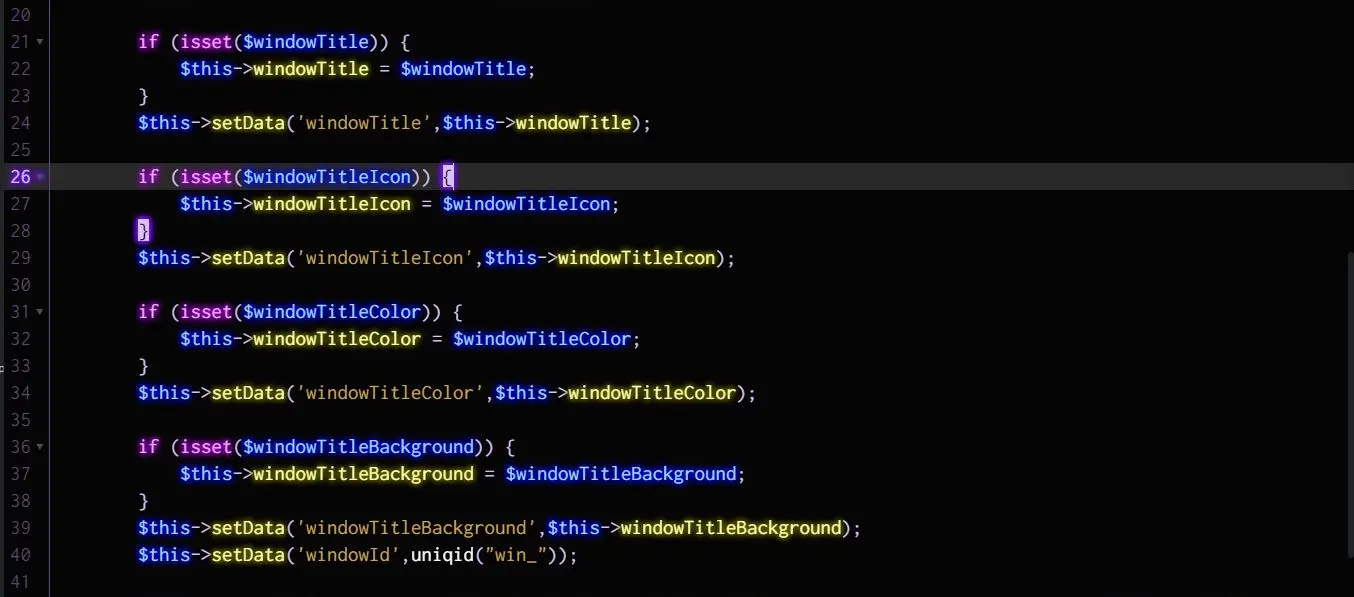 20
21 if (isset($windowTitle)) {
22 $this->windowTitle = $windowTitle;
23 }
24 $this->setData('windowTitle',$this->windowTitle);
25
26 if (isset($windowTitleIcon)) {
27 $this->windowTitleIcon = $windowTitleIcon;
28 }
29 $this->setData('windowTitleIcon',$this->windowTitleIcon);
30
31 if (isset($windowTitleColor)) {
32 $this->windowTitleColor = $windowTitleColor;
33 }
34 $this->setData('windowTitleColor',$this->windowTitleColor);
35
36 if (isset($windowTitleBackground)) {
37 $this->windowTitleBackground = $windowTitleBackground;
38 }
39 $this->setData('windowTitleBackground',$this->windowTitleBackground);
40 $this->setData('windowId',uniqid("win_"));
41